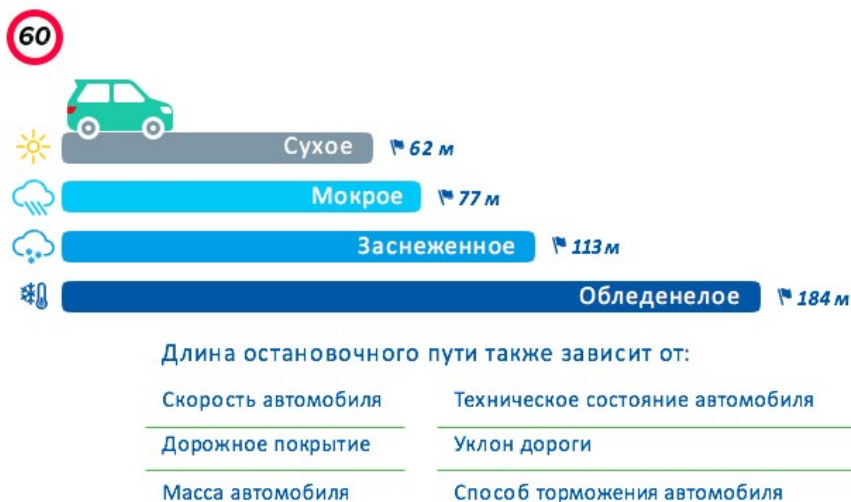 60
Сухое 62 м
Мокрое 77 м
Заснеженное 113 м
Обледенелое 184 м
Длина остановочного пути также зависит от:
Скорость автомобиля Техническое состояние автомобиля
Дорожное покрытие Уклон дороги
Масса автомобиля Способ торможения автомобиля